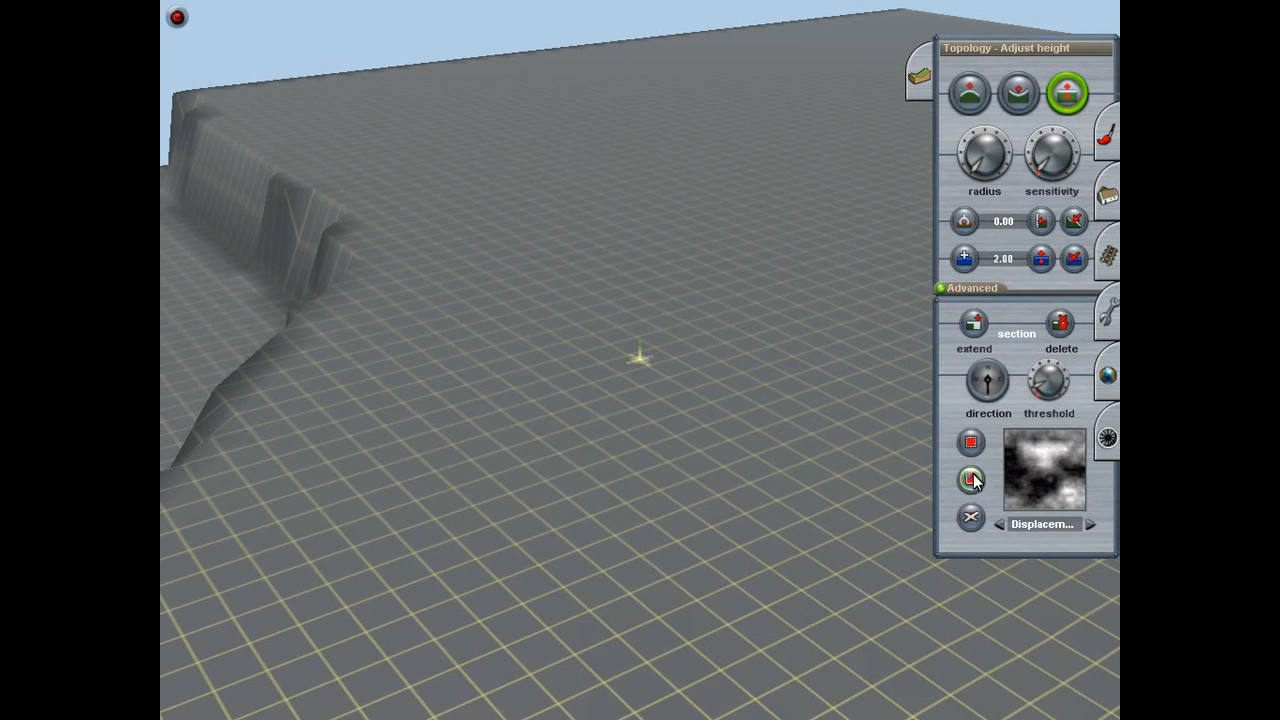 Topology - Adjust height
radius sensitivity
0.00
2.00
Advanced
section
extend delete
direction threshold
Displacem...